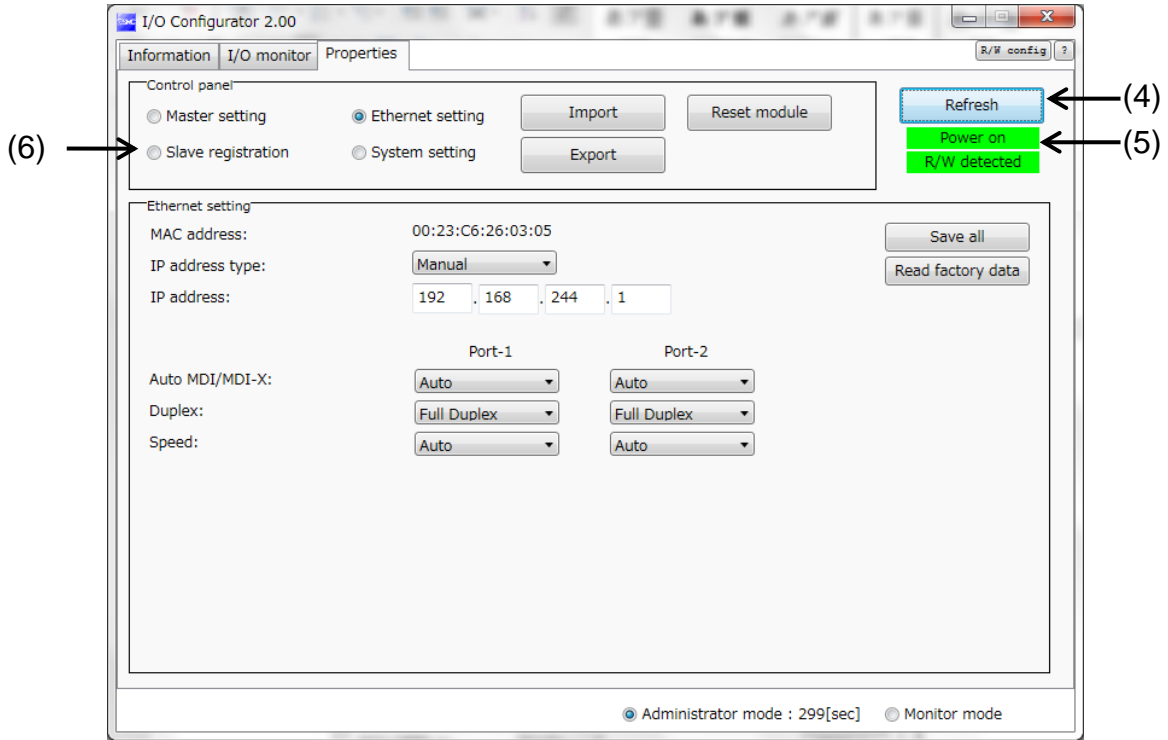 SMC I/O Configurator 2.00
Information I/O monitor Properties R/W config ?
Control panel
Master setting Ethernet setting Import Reset module Refresh (4)
Power on (5)
(6) Slave registration System setting Export R/W detected
Ethernet setting
MAC address: 00:23:C6:26:03:05 Save all
IP address type: Manual Read factory data
IP address: 192 . 168 . 244 . 1
Port-1 Port-2
Auto MDI/MDI-X: Auto Auto
Duplex: Full Duplex Full Duplex
Speed: Auto Auto
Administrator mode : 299[sec] Monitor mode